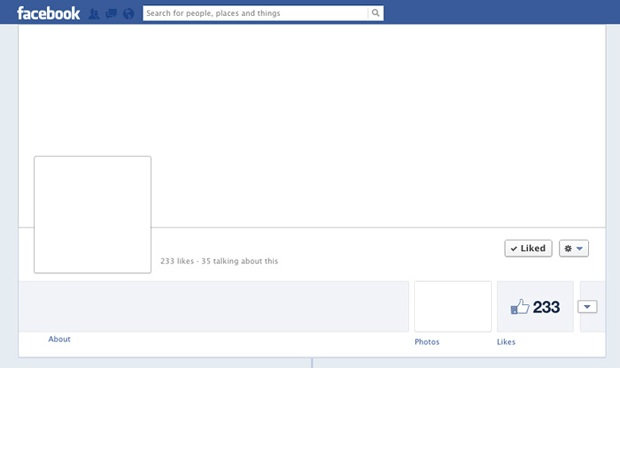 facebook
Search for people, places and things
✓ Liked
233 likes · 35 talking about this
233
About
Photos
Likes